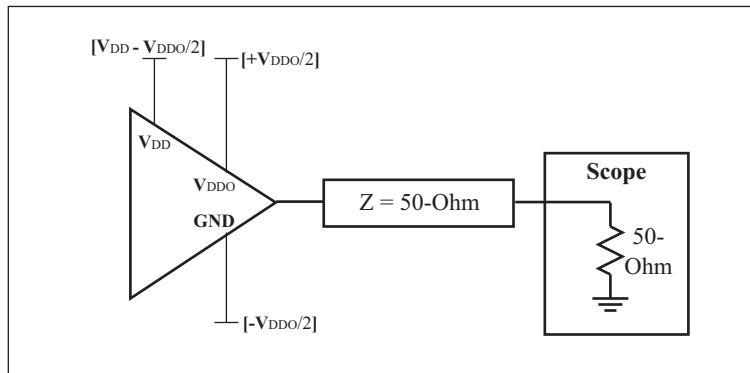 [VDD - VDDO/2]
[+VDDO/2]
VDD
VDDO
GND
[-VDDO/2]
Z = 50-Ohm
Scope
50-
Ohm